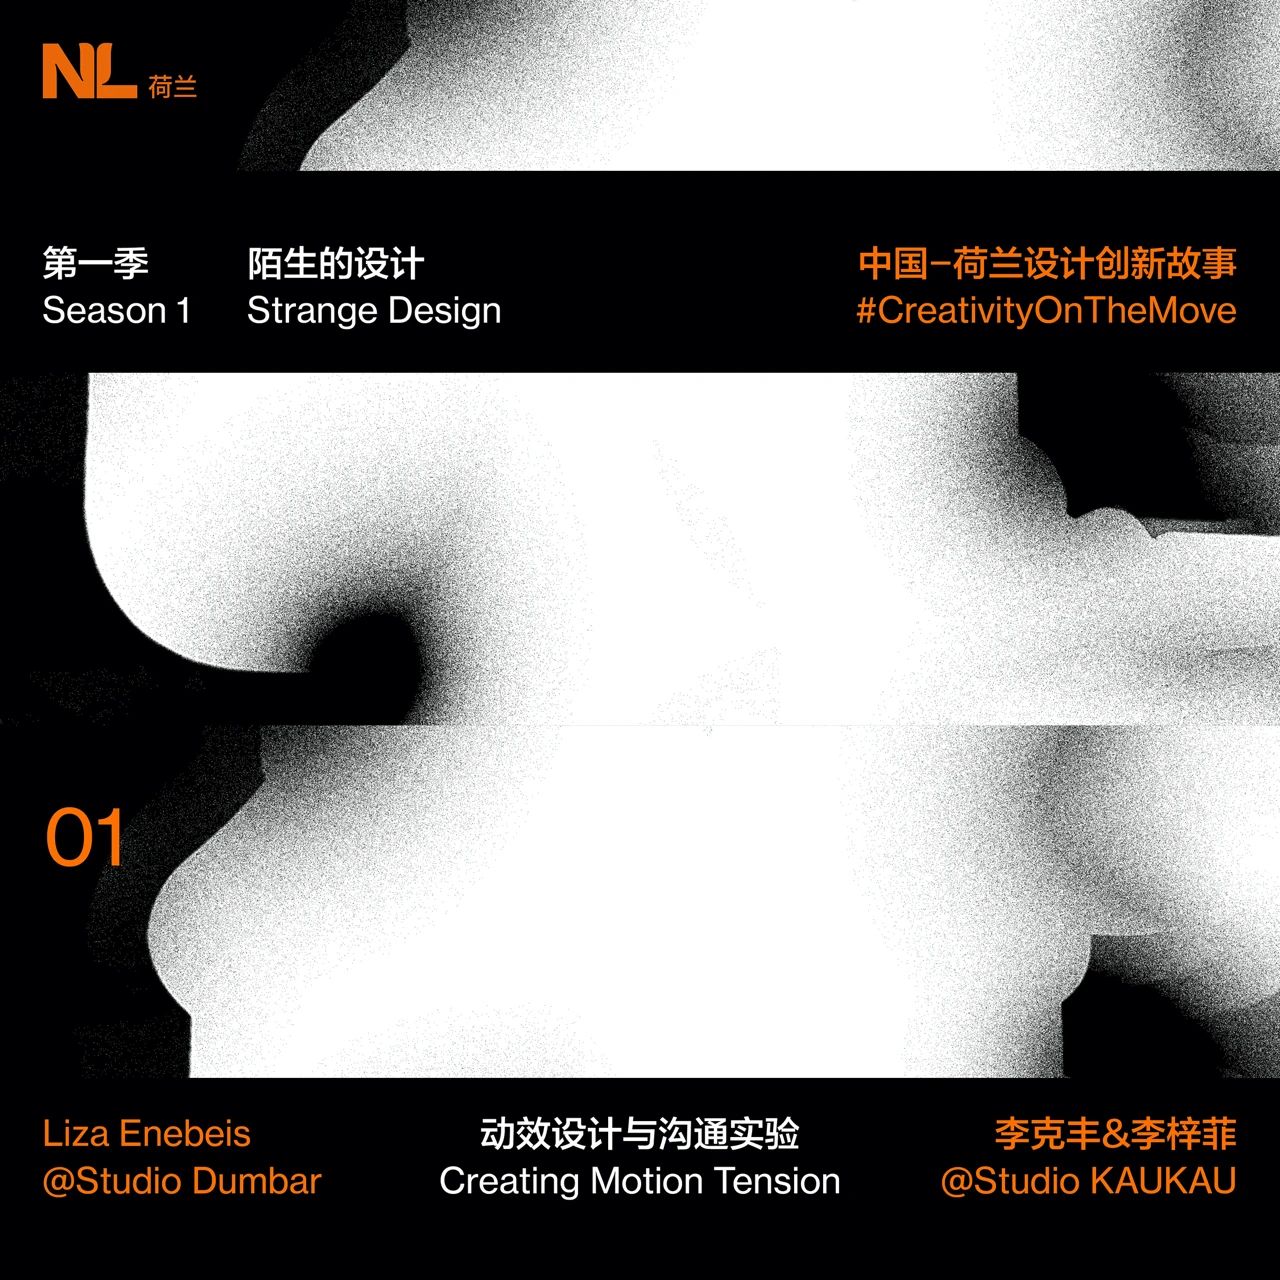 NL 荷兰
第一季
Season 1
陌生的设计
Strange Design
中国–荷兰设计创新故事
#CreativityOnTheMove
01
Liza Enebeis
@Studio Dumbar
动效设计与沟通实验
Creating Motion Tension
李克丰&李梓菲
@Studio KAUKAU